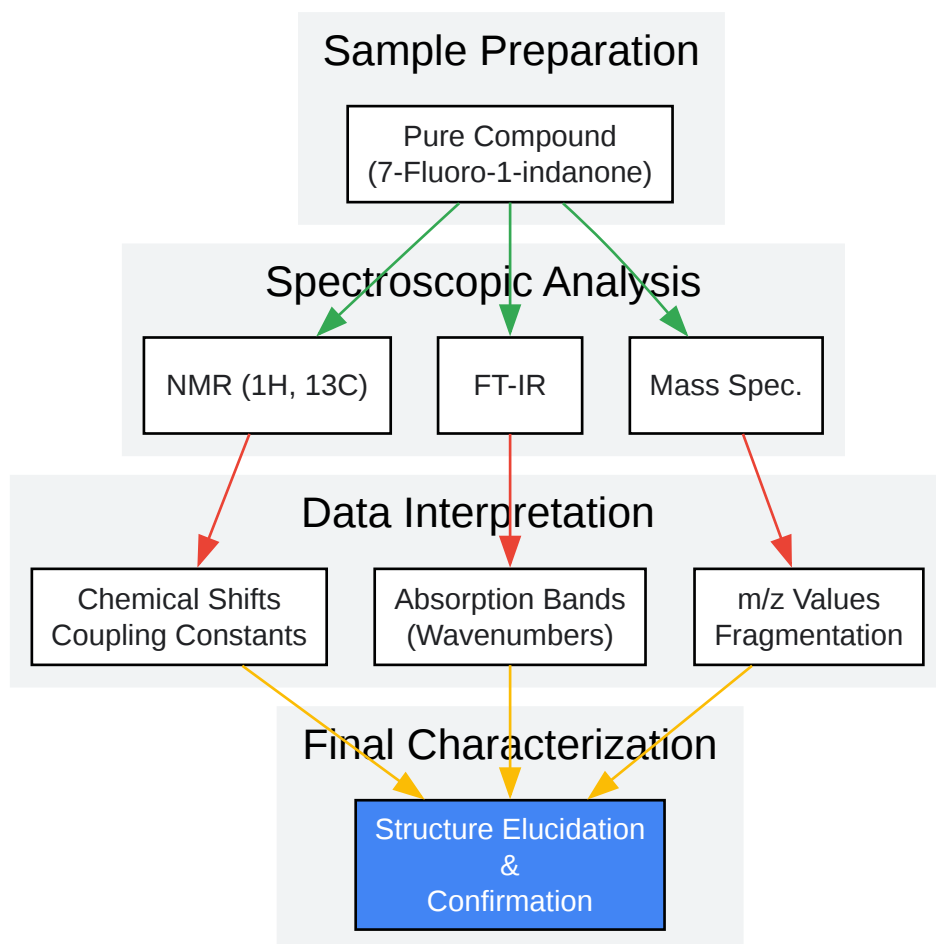 Sample Preparation
Pure Compound
(7-Fluoro-1-indanone)
Spectroscopic Analysis
NMR (1H, 13C)
FT-IR
Mass Spec.
Data Interpretation
Chemical Shifts
Coupling Constants
Absorption Bands
(Wavenumbers)
m/z Values
Fragmentation
Final Characterization
Structure Elucidation
&
Confirmation